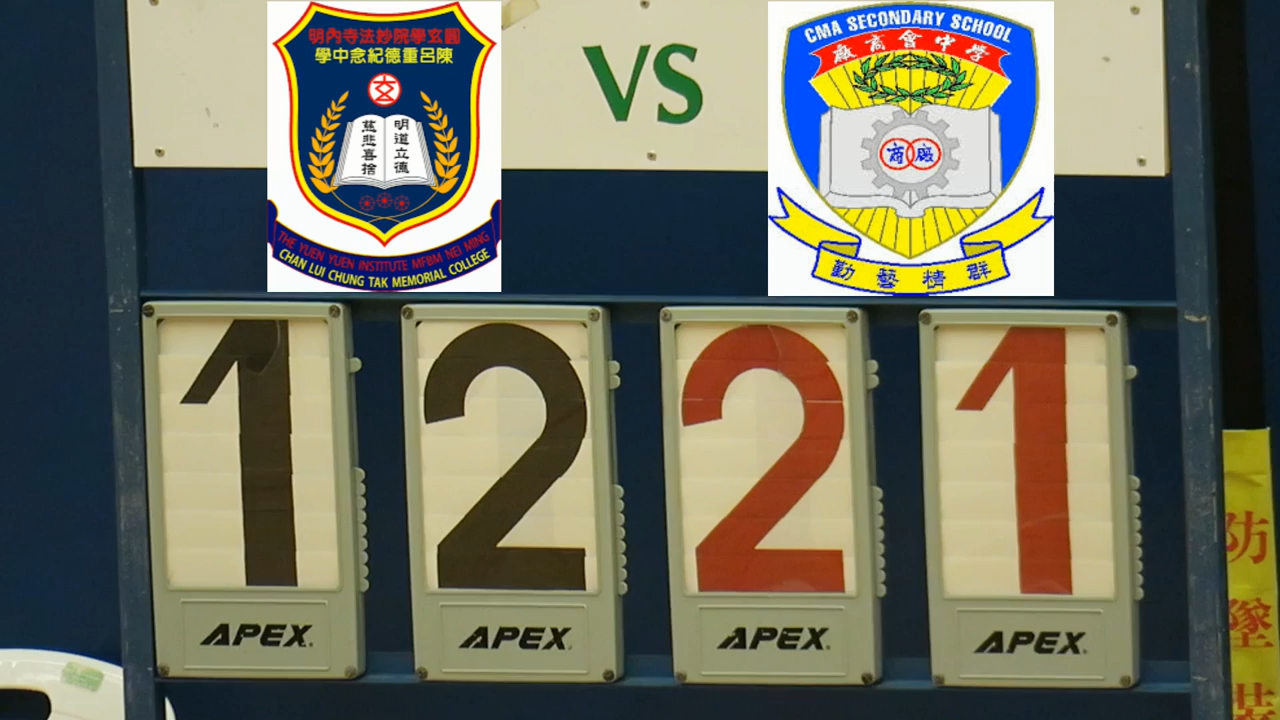 圓玄學院妙法寺內明
陳呂重德紀念中學
明道立德
慈悲喜捨
THE YUEN YUEN INSTITUTE MFBM NEI MING
CHAN LUI CHUNG TAK MEMORIAL COLLEGE
VS
CMA SECONDARY SCHOOL
廠商會中学
廠商
勤藝精群
1 2 2 1
APEX APEX APEX APEX
防墜裝